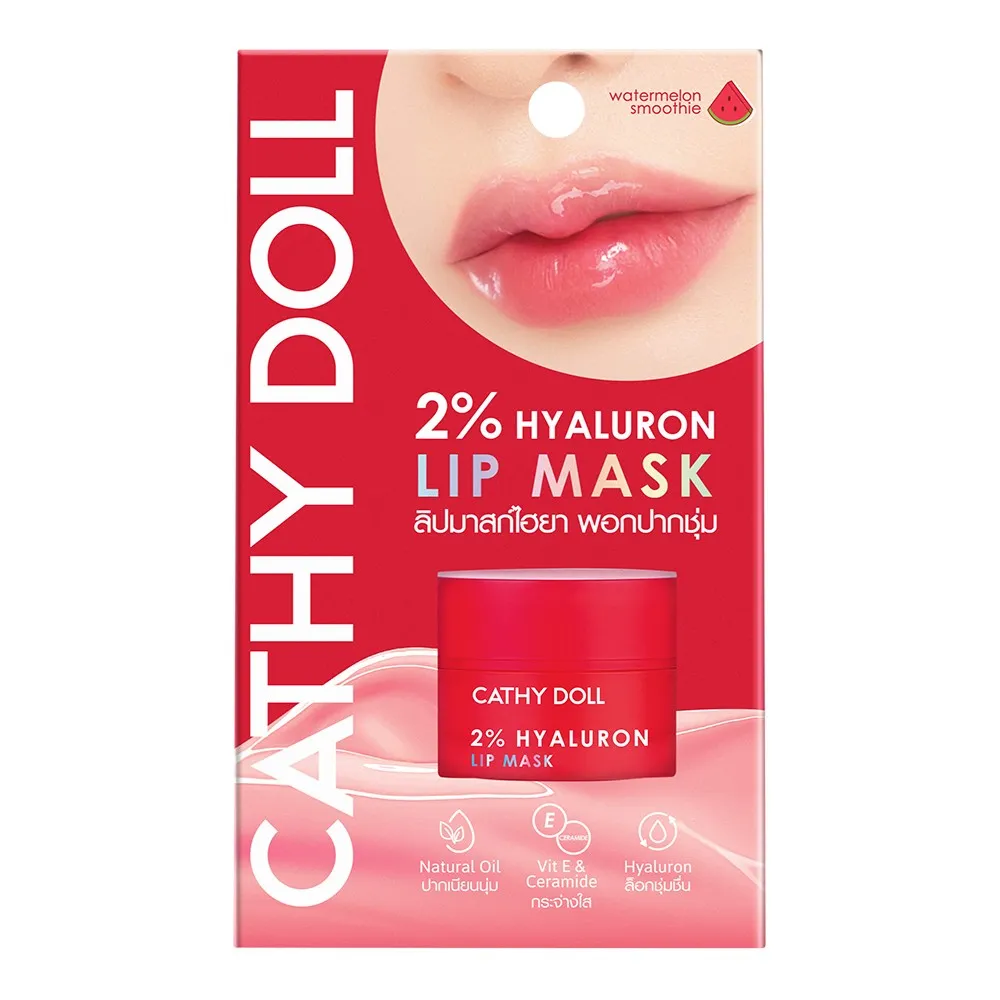 CATHY DOLL
watermelon
smoothie
2% HYALURON
LIP MASK
ลิปมาสก์ไฮยา พอกปากชุ่ม
CATHY DOLL
2% HYALURON
LIP MASK
Natural Oil
ปากเนียนนุ่ม
E
CERAMIDE
Vit E &
Ceramide
กระจ่างใส
Hyaluron
ล็อกชุ่มชื่น